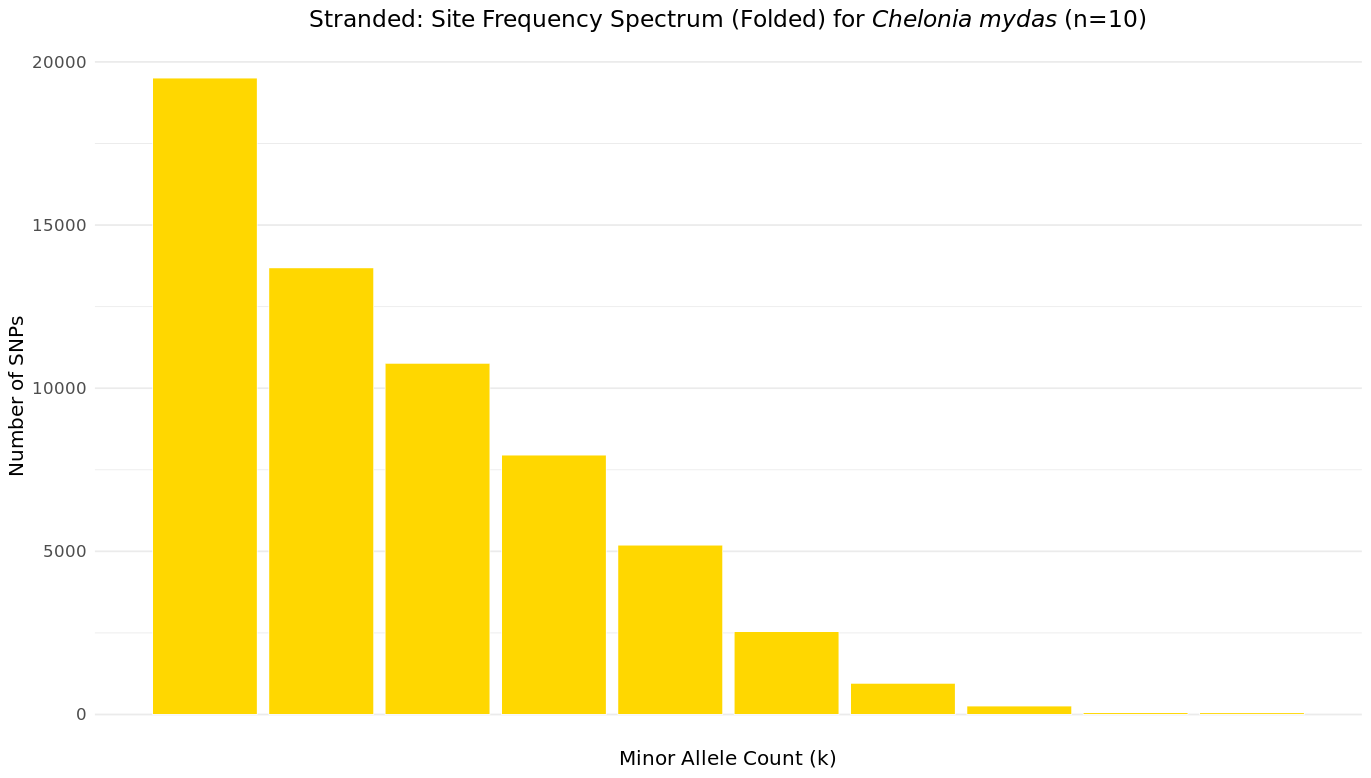 Stranded: Site Frequency Spectrum (Folded) for Chelonia mydas (n=10)
20000
15000
10000
5000
0
Number of SNPs
Minor Allele Count (k)